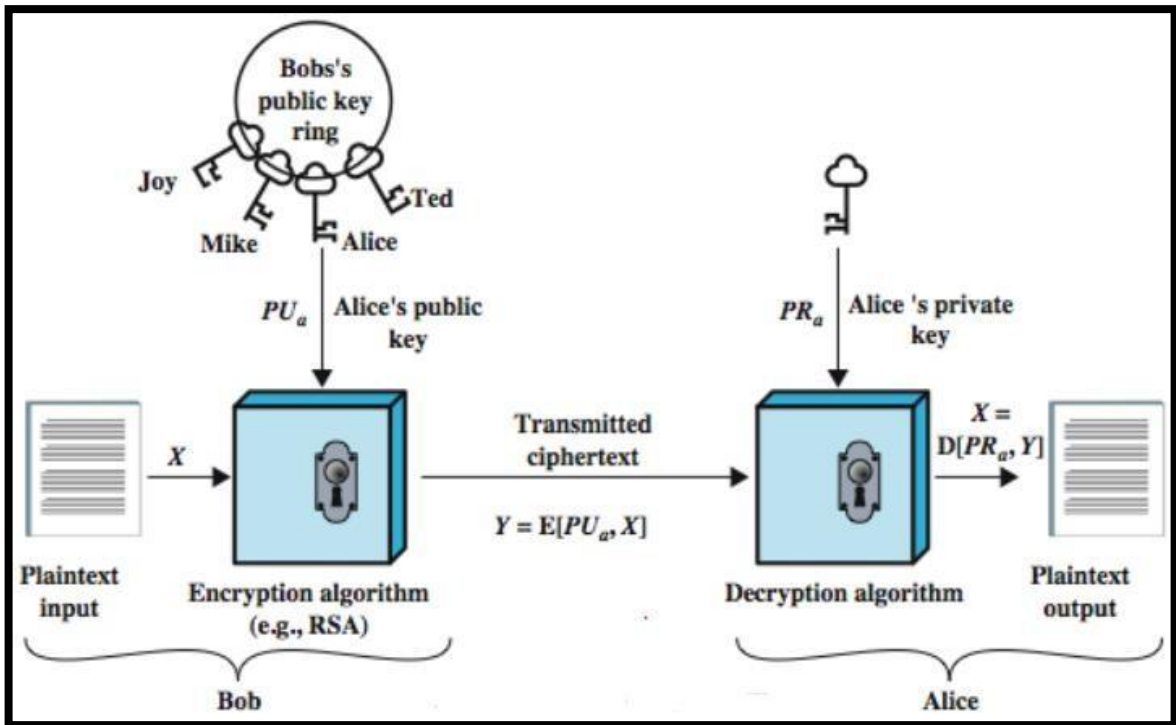 Bobs's
public key
ring
Joy
Ted
Mike
Alice
PUa
Alice's public
key
PRa
Alice 's private
key
X
Transmitted
ciphertext
X =
D[PRa, Y]
Y = E[PUa, X]
Plaintext
input
Encryption algorithm
(e.g., RSA)
Decryption algorithm
Plaintext
output
Bob
Alice